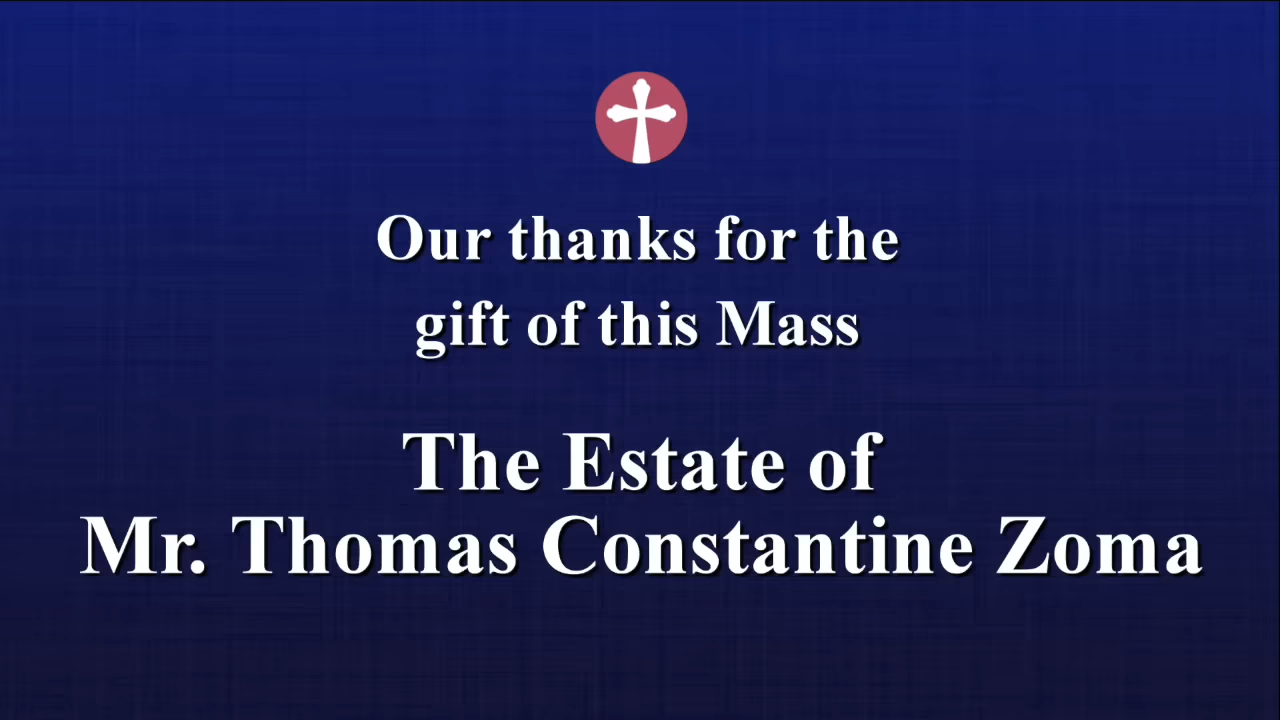 Our thanks for the
gift of this Mass
The Estate of
Mr. Thomas Constantine Zoma